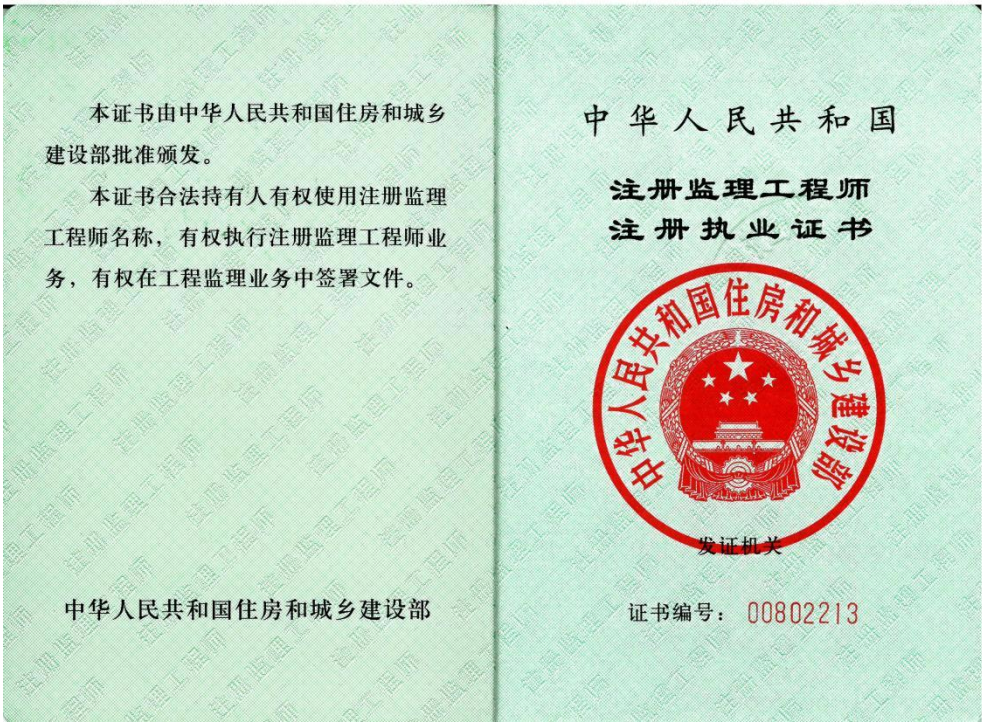 本证书由中华人民共和国住房和城乡
建设部批准颁发。
本证书合法持有人有权使用注册监理
工程师名称，有权执行注册监理工程师业
务，有权在工程监理业务中签署文件。
中华人民共和国住房和城乡建设部
中华人民共和国
注册监理工程师
注册执业证书
中华人民共和国住房和城乡建设部
发证机关
证书编号：00802213